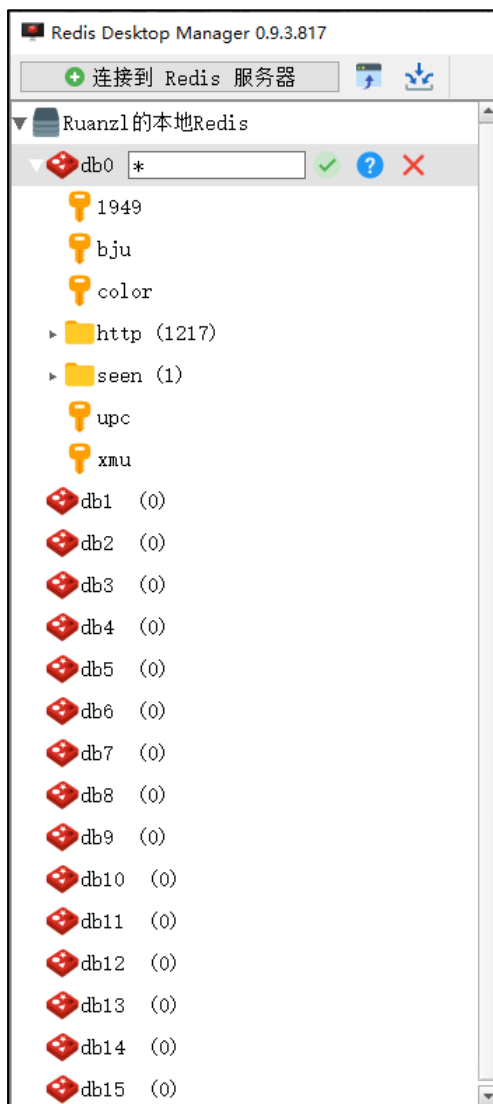 Redis Desktop Manager 0.9.3.817
连接到 Redis 服务器
Ruanzl的本地Redis
db0 *
1949
bju
color
http (1217)
seen (1)
upc
xmu
db1 (0)
db2 (0)
db3 (0)
db4 (0)
db5 (0)
db6 (0)
db7 (0)
db8 (0)
db9 (0)
db10 (0)
db11 (0)
db12 (0)
db13 (0)
db14 (0)
db15 (0)